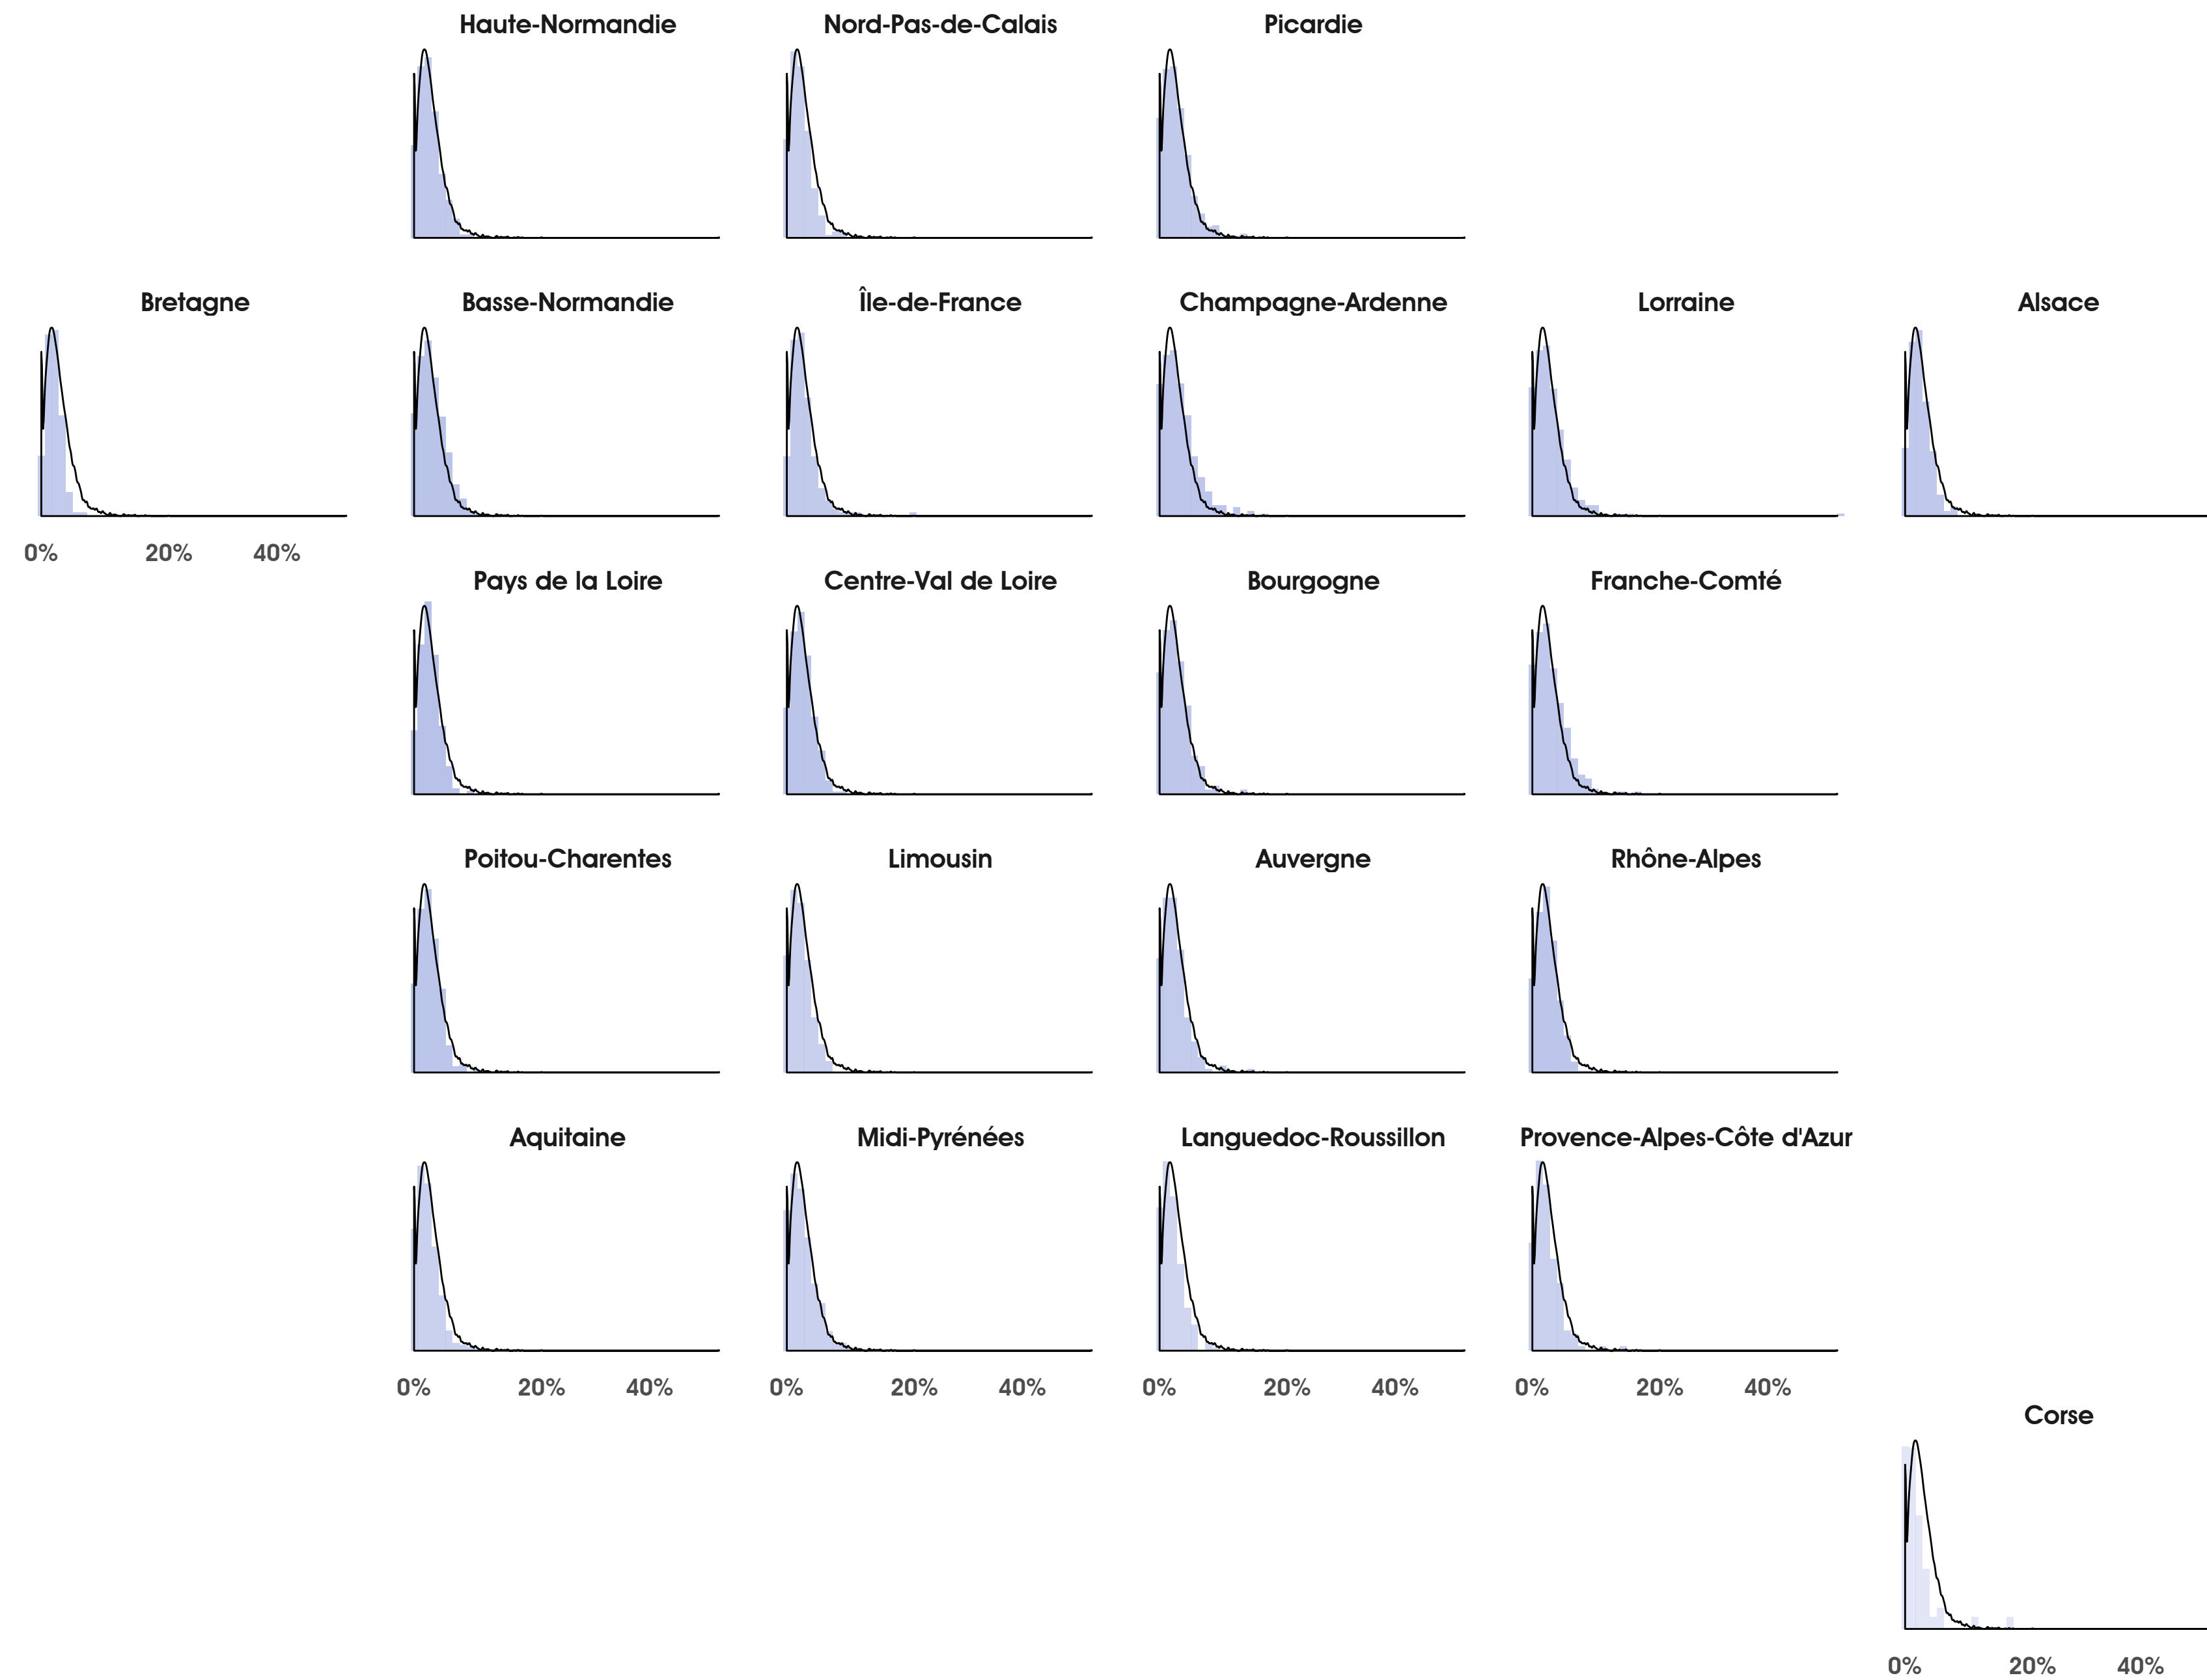 Haute-Normandie
Nord-Pas-de-Calais
Picardie
Bretagne
Basse-Normandie
Île-de-France
Champagne-Ardenne
Lorraine
Alsace
0% 20% 40%
Pays de la Loire
Centre-Val de Loire
Bourgogne
Franche-Comté
Poitou-Charentes
Limousin
Auvergne
Rhône-Alpes
Aquitaine
Midi-Pyrénées
Languedoc-Roussillon
Provence-Alpes-Côte d'Azur
0% 20% 40%
0% 20% 40%
0% 20% 40%
0% 20% 40%
Corse
0% 20% 40%